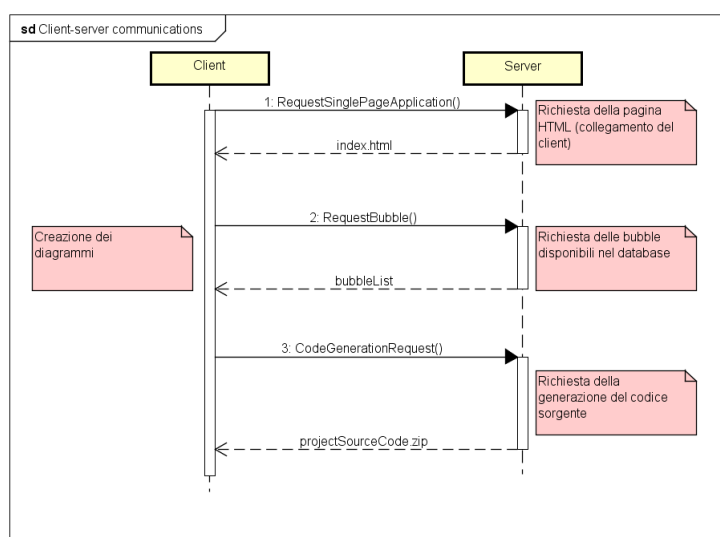 sd Client-server communications
Client
Server
1: RequestSinglePageApplication()
Richiesta della pagina
HTML (collegamento del
client)
index.html
2: RequestBubble()
Creazione dei
diagrammi
Richiesta delle bubble
disponibili nel database
bubbleList
3: CodeGenerationRequest()
Richiesta della
generazione del codice
sorgente
projectSourceCode.zip